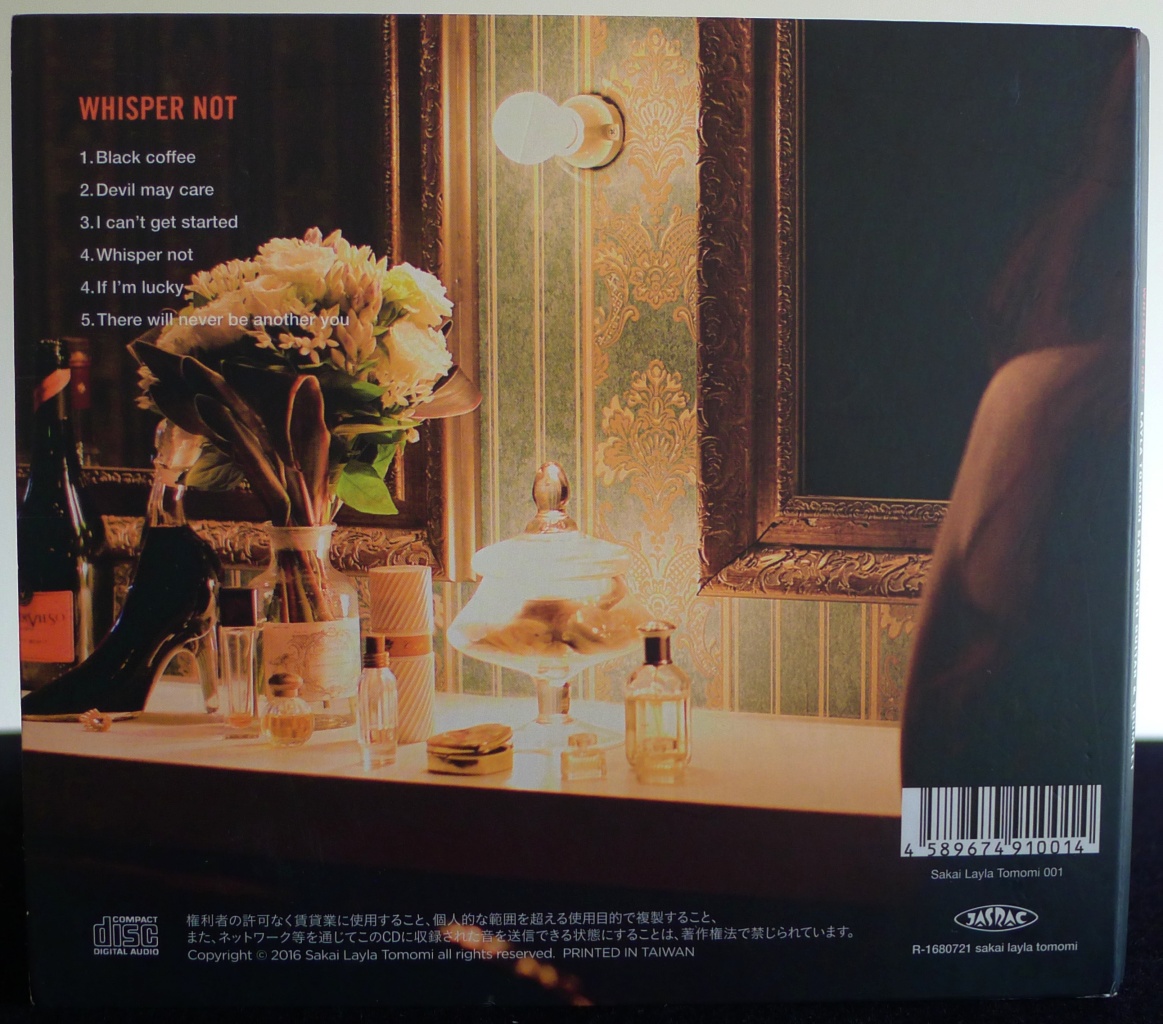 WHISPER NOT
1. Black coffee
2. Devil may care
3. I can't get started
4. Whisper not
4. If I'm lucky
5. There will never be another you
4 589674 910014
Sakai Layla Tomomi 001
COMPACT
disc
DIGITAL AUDIO
権利者の許可なく賃貸業に使用すること、個人的な範囲を超える使用目的で複製すること、
また、ネットワーク等を通じてこのCDに収録された音を送信できる状態にすることは、著作権法で禁じられています。
Copyright © 2016 Sakai Layla Tomomi all rights reserved. PRINTED IN TAIWAN
JASRAC
R-1680721 sakai layla tomomi